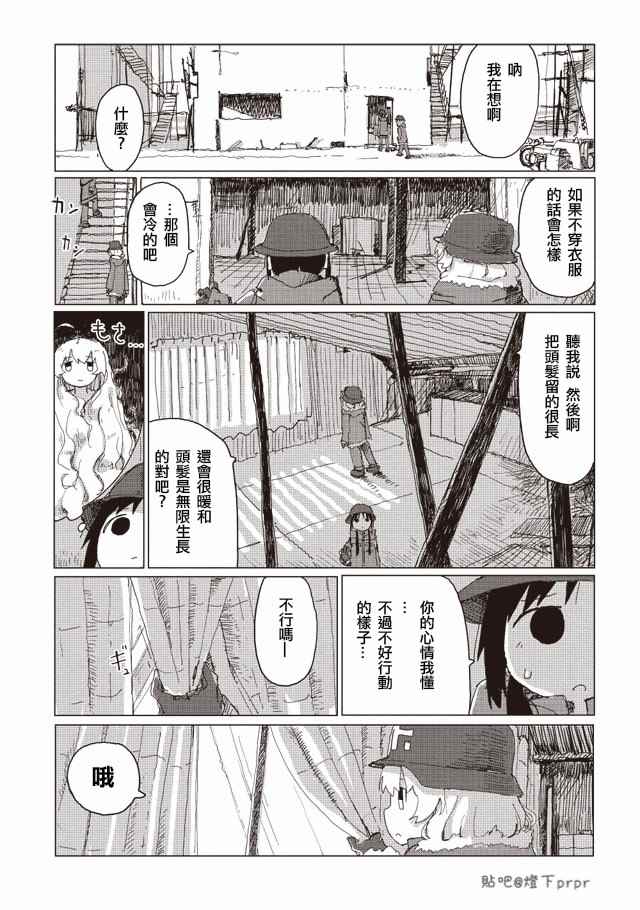 吶
我在想啊
什麼?
如果不穿衣服
的話會怎樣
…那個
會冷的吧
カン
カン
聽我說 然後啊
把頭髮留的很長
還會很暖和
頭髮是無限生長
的對吧?
もさ…
你的心情我懂
…
不過不好行動
的樣子…
不行嗎—
ギュ
哦
貼吧@燈下prpr